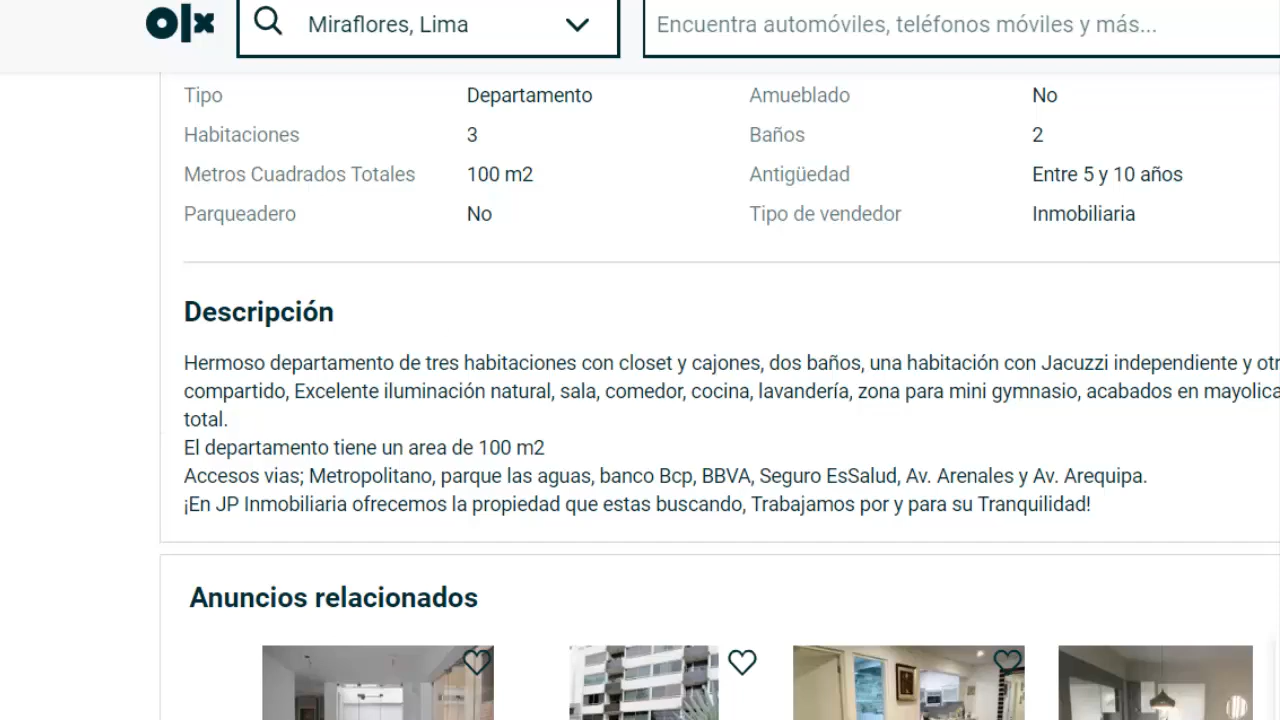 olx Miraflores, Lima Encuentra automóviles, teléfonos móviles y más...
Tipo Departamento Amueblado No
Habitaciones 3 Baños 2
Metros Cuadrados Totales 100 m2 Antigüedad Entre 5 y 10 años
Parqueadero No Tipo de vendedor Inmobiliaria
Descripción
Hermoso departamento de tres habitaciones con closet y cajones, dos baños, una habitación con Jacuzzi independiente y otr
compartido, Excelente iluminación natural, sala, comedor, cocina, lavandería, zona para mini gymnasio, acabados en mayolica
total.
El departamento tiene un area de 100 m2
Accesos vias; Metropolitano, parque las aguas, banco Bcp, BBVA, Seguro EsSalud, Av. Arenales y Av. Arequipa.
¡En JP Inmobiliaria ofrecemos la propiedad que estas buscando, Trabajamos por y para su Tranquilidad!
Anuncios relacionados